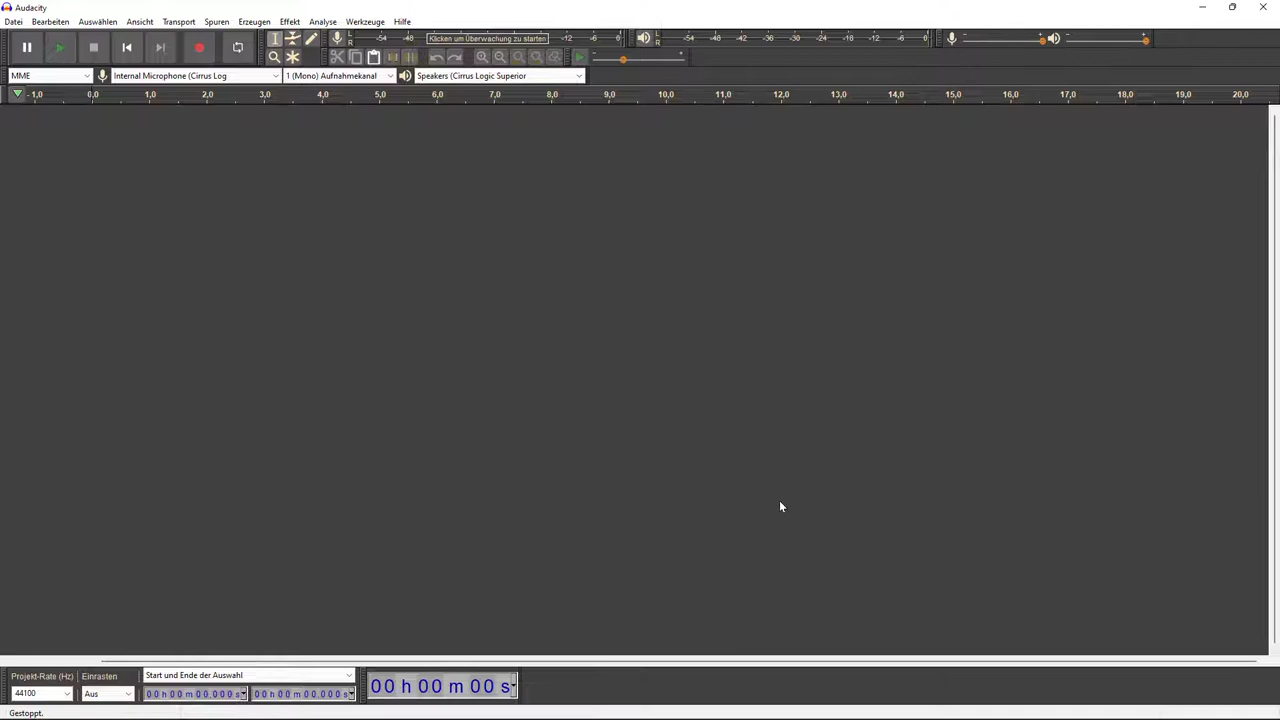 Audacity
Datei Bearbeiten Auswählen Ansicht Transport Spuren Erzeugen Effekt Analyse Werkzeuge Hilfe
L R -54 -48 Klicken um Überwachung zu starten -12 -6 0 L R -54 -48 -42 -36 -30 -24 -18 -12 -6 0
MME Internal Microphone (Cirrus Log 1 (Mono) Aufnahmekanal Speakers (Cirrus Logic Superior
-1,0 0,0 1,0 2,0 3,0 4,0 5,0 6,0 7,0 8,0 9,0 10,0 11,0 12,0 13,0 14,0 15,0 16,0 17,0 18,0 19,0 20,0
Projekt-Rate (Hz) Einrasten Start und Ende der Auswahl
44100 Aus 00 h 00 m 00.000 s 00 h 00 m 00.000 s 00 h 00 m 00 s
Gestoppt.